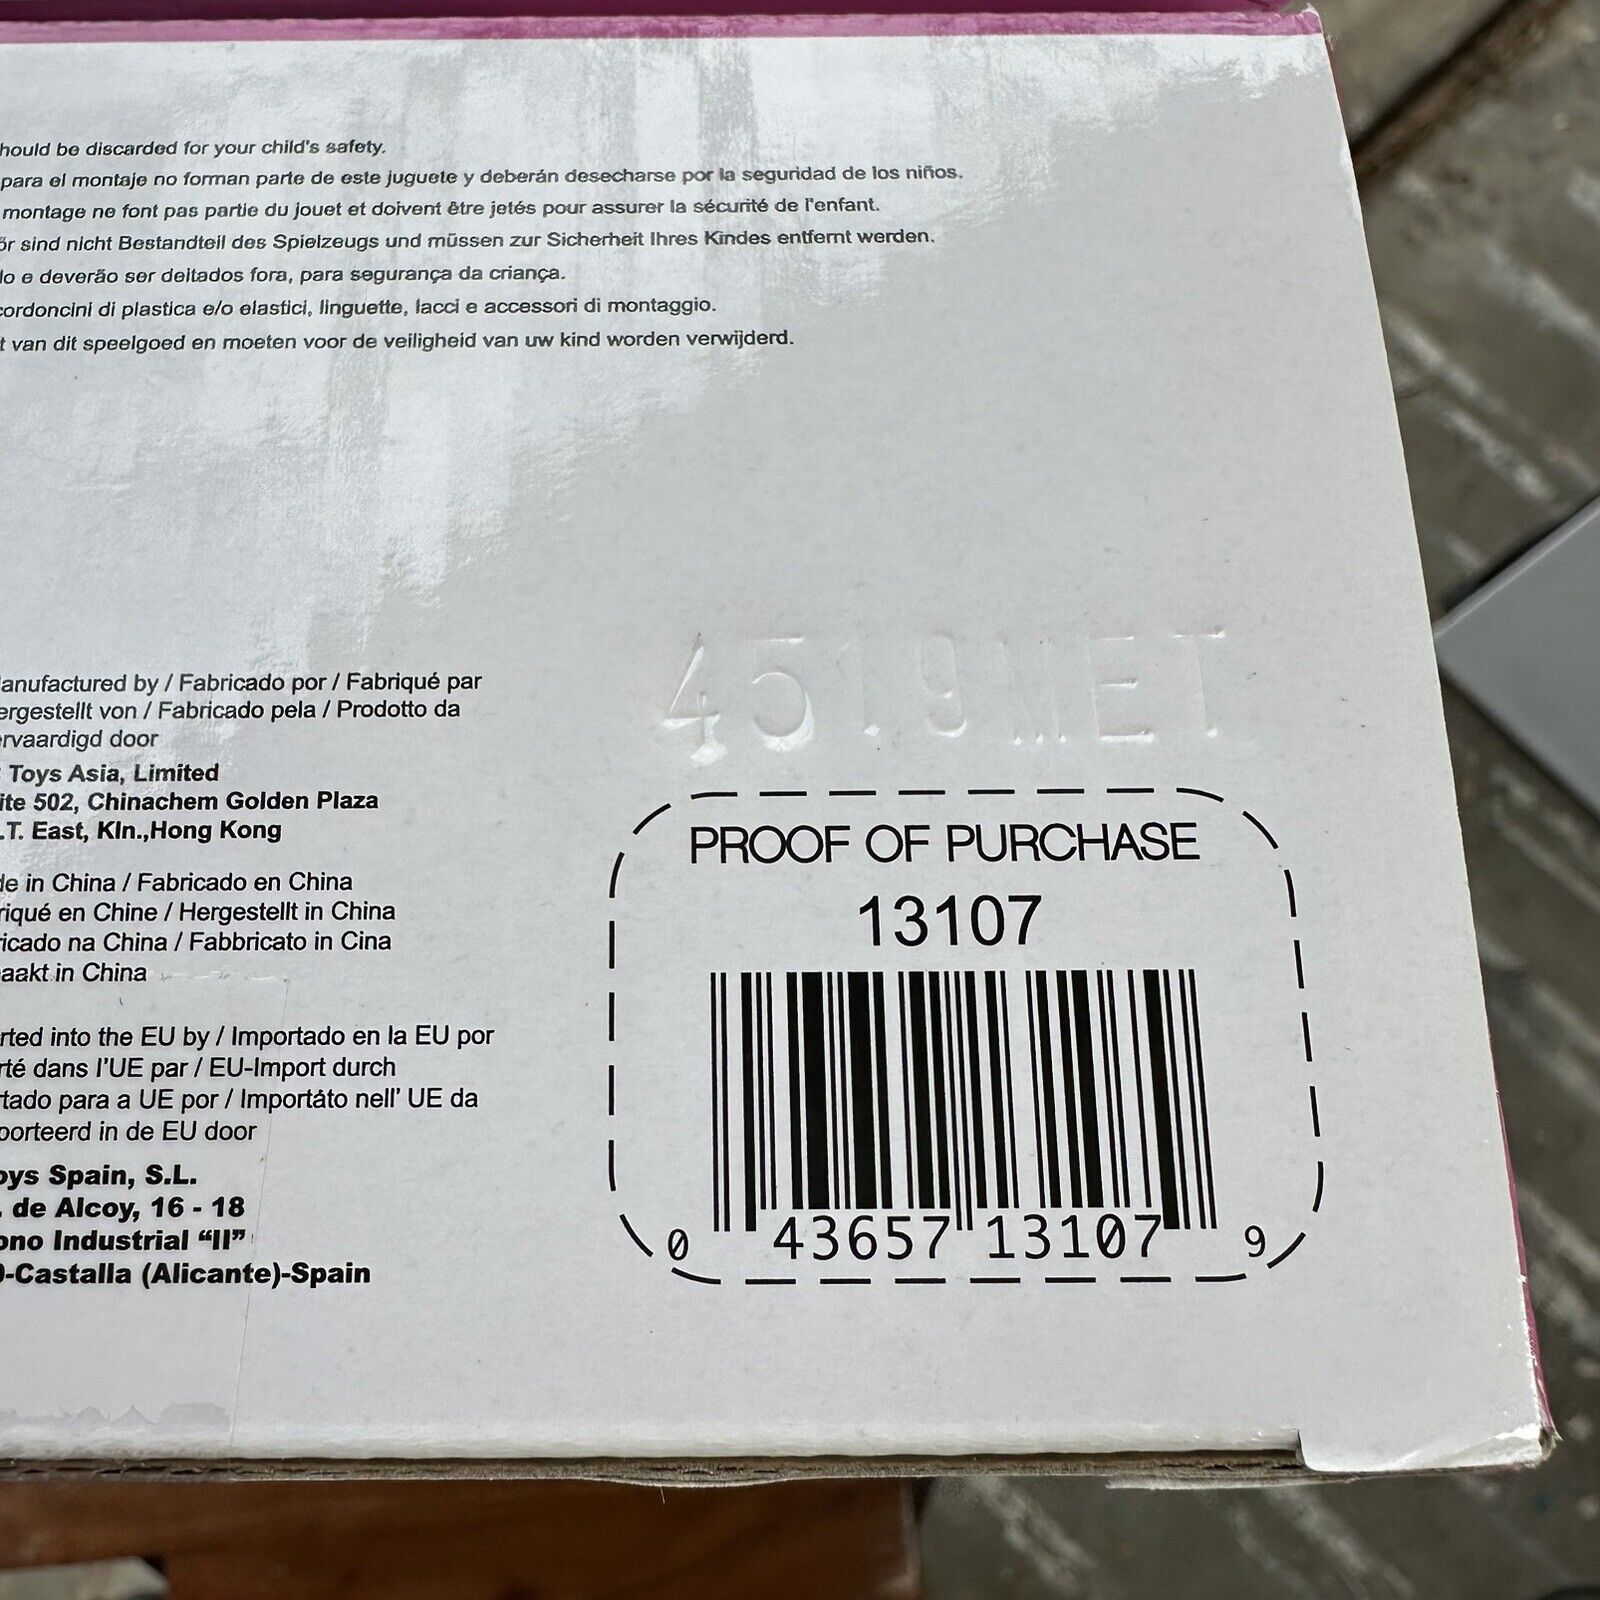 hould be discarded for your child's safety.
para el montaje no forman parte de este juguete y deberán desecharse por la seguridad de los niños.
montage ne font pas partie du jouet et doivent être jetés pour assurer la sécurité de l'enfant.
ör sind nicht Bestandteil des Spielzeugs und müssen zur Sicherheit Ihres Kindes entfernt werden.
lo e deverão ser deitados fora, para segurança da criança.
cordoncini di plastica e/o elastici, linguette, lacci e accessori di montaggio.
t van dit speelgoed en moeten voor de veiligheid van uw kind worden verwijderd.
4519MET
anufactured by / Fabricado por / Fabriqué par
ergestellt von / Fabricado pela / Prodotto da
ervaardigd door
Toys Asia, Limited
ite 502, Chinachem Golden Plaza
.T. East, Kln.,Hong Kong
de in China / Fabricado en China
riqué en Chine / Hergestellt in China
ricado na China / Fabbricato in Cina
aakt in China
rted into the EU by / Importado en la EU por
rté dans l'UE par / EU-Import durch
rtado para a UE por / Importáto nell' UE da
porteerd in de EU door
oys Spain, S.L.
. de Alcoy, 16 - 18
ono Industrial “II”
0-Castalla (Alicante)-Spain
PROOF OF PURCHASE
13107
0 43657 13107 9